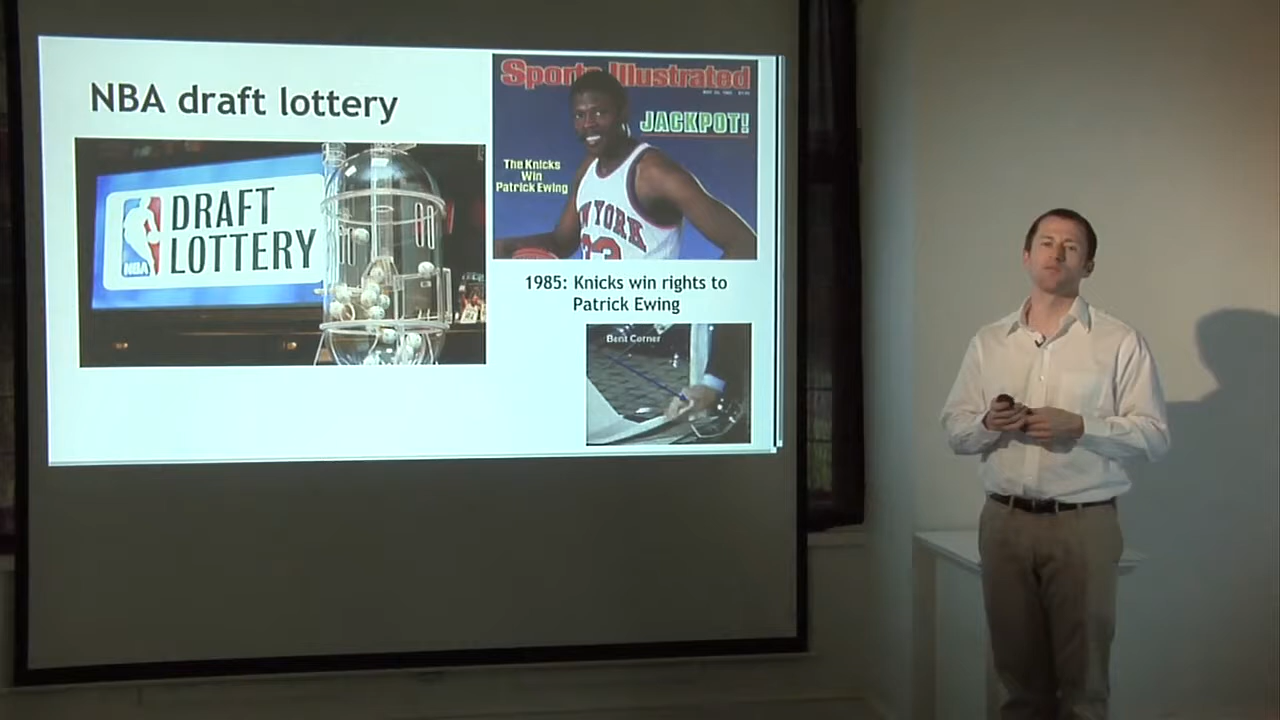 NBA draft lottery
NBA
DRAFT
LOTTERY
Sports Illustrated
JACKPOT!
The Knicks
Win
Patrick Ewing
YORK
33
1985: Knicks win rights to
Patrick Ewing
Bent Corner